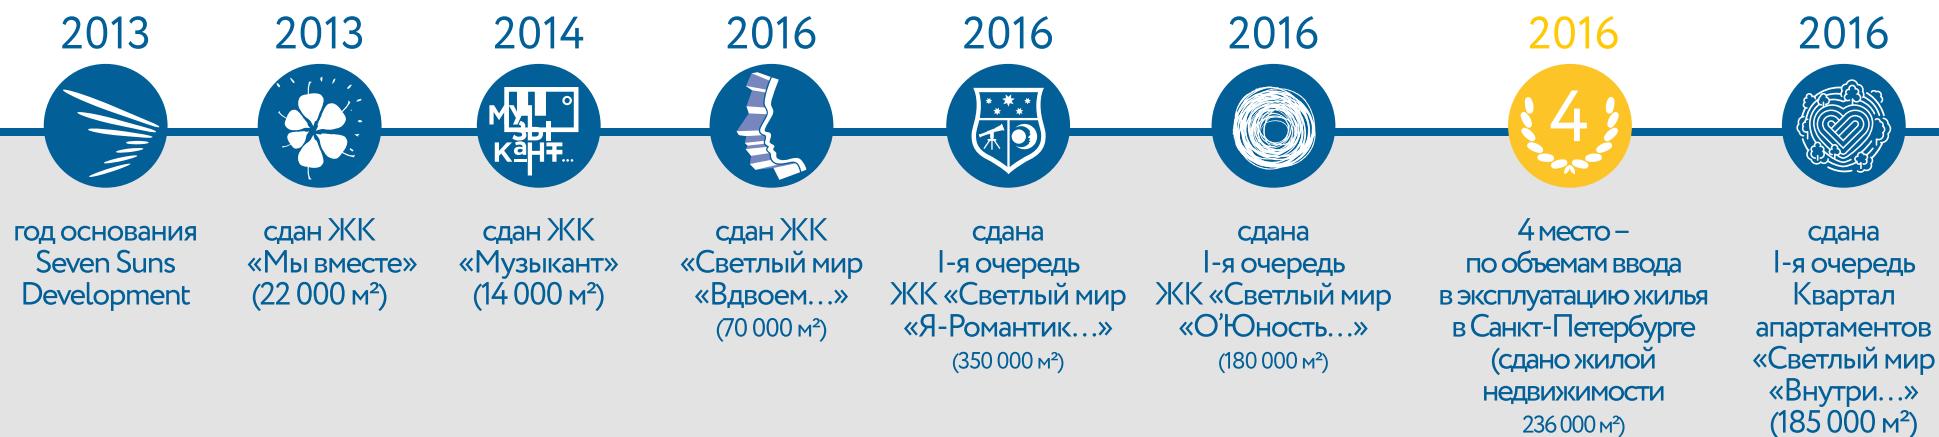 2013
год основания
Seven Suns
Development
2013
сдан ЖК
«Мы вместе»
(22 000 м²)
2014
МУ
ЗЫ
КаНТ...
сдан ЖК
«Музыкант»
(14 000 м²)
2016
сдан ЖК
«Светлый мир
«Вдвоем...»
(70 000 м²)
2016
сдана
I-я очередь
ЖК «Светлый мир
«Я-Романтик...»
(350 000 м²)
2016
сдана
I-я очередь
ЖК «Светлый мир
«О’Юность...»
(180 000 м²)
2016
4
4 место –
по объемам ввода
в эксплуатацию жилья
в Санкт-Петербурге
(сдано жилой
недвижимости
236 000 м²)
2016
сдана
I-я очередь
Квартал
апартаментов
«Светлый мир
«Внутри...»
(185 000 м²)